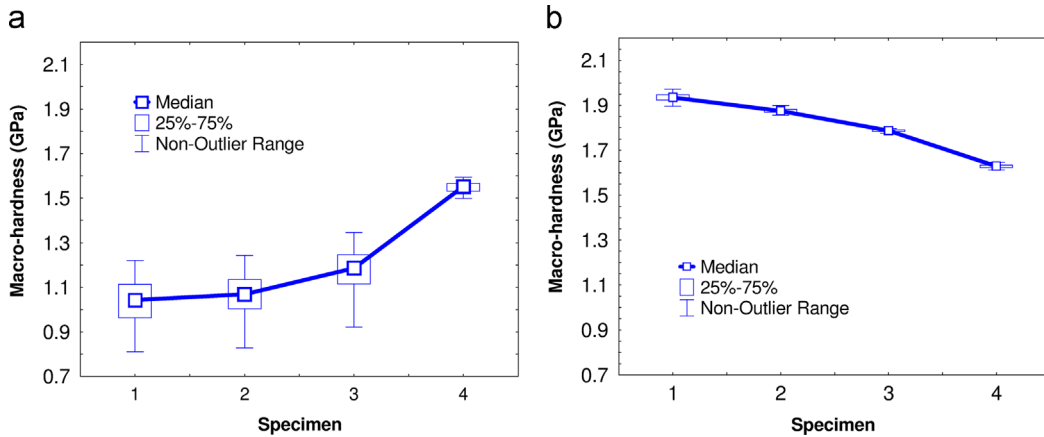 a
Macro-hardness (GPa)
2.1
1.9
1.7
1.5
1.3
1.1
0.9
0.7
Median
25%-75%
Non-Outlier Range
1 2 3 4
Specimen
b
Macro-hardness (GPa)
2.1
1.9
1.7
1.5
1.3
1.1
0.9
0.7
Median
25%-75%
Non-Outlier Range
1 2 3 4
Specimen